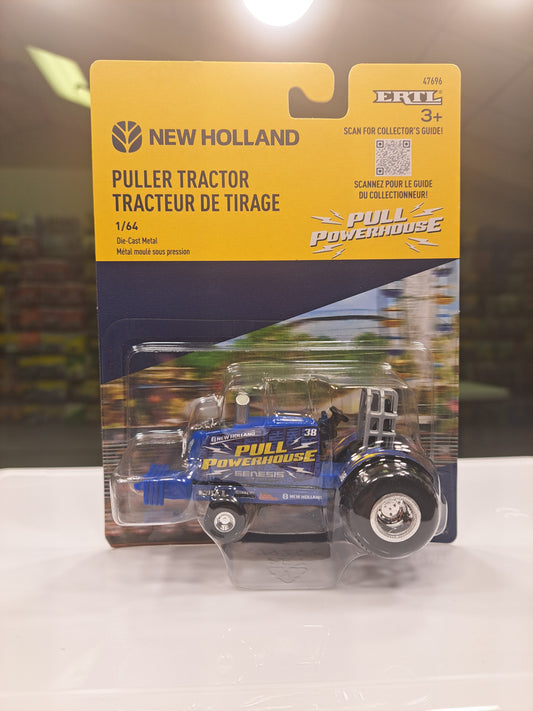 47696
ERTL
3+
SCAN FOR COLLECTOR'S GUIDE!
SCANNEZ POUR LE GUIDE
DU COLLECTIONNEUR!
PULL
POWERHOUSE
NEW HOLLAND
PULLER TRACTOR
TRACTEUR DE TIRAGE
1/64
Die-Cast Metal
Métal moulé sous pression
NEW HOLLAND
38
PULL
POWERHOUSE
GENESIS
NEW HOLLAND